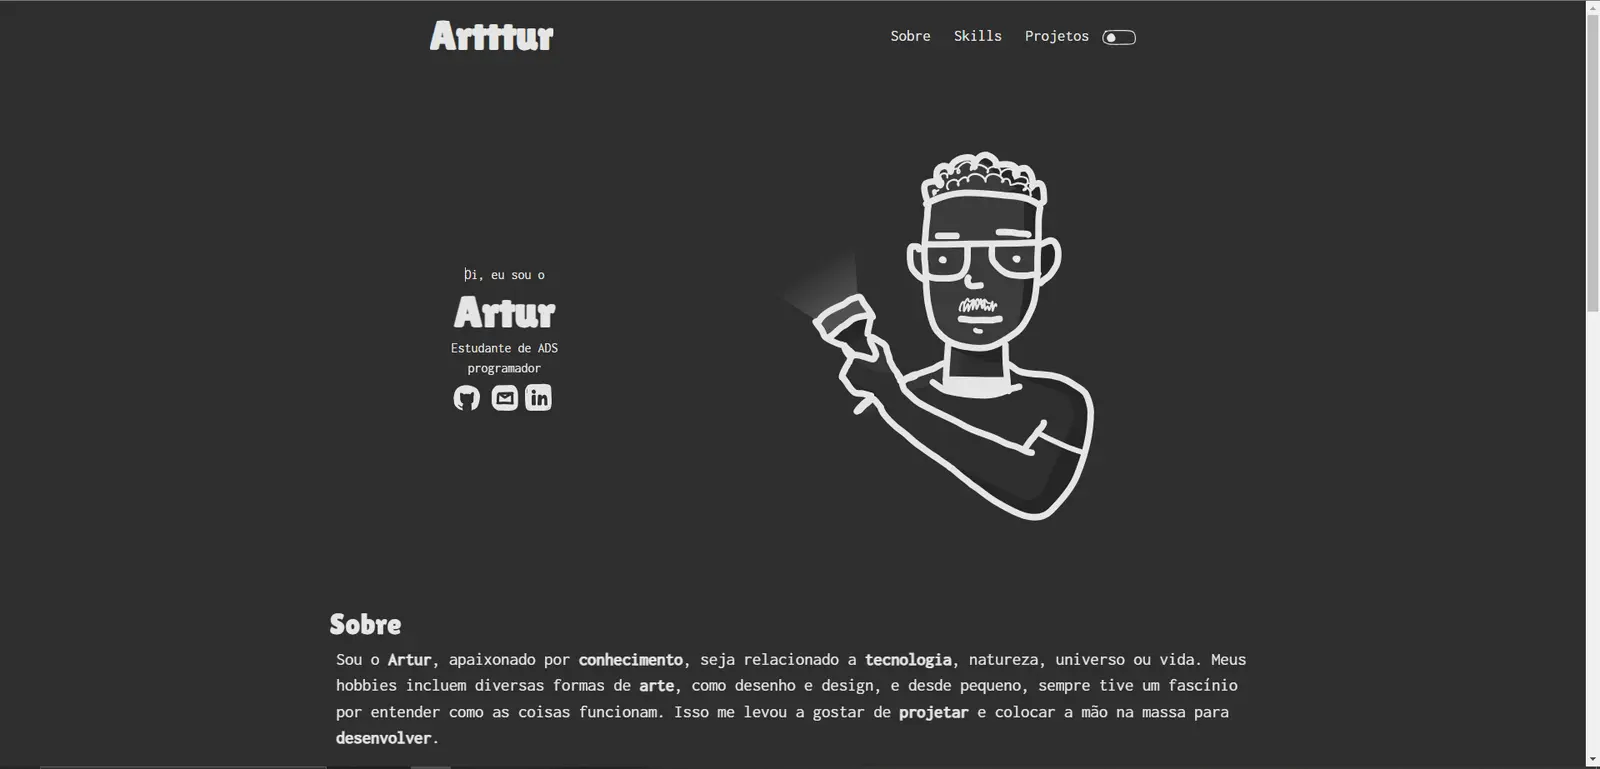 Artttur
Sobre Skills Projetos
Oi, eu sou o
Artur
Estudante de ADS
programador
in
Sobre
Sou o Artur, apaixonado por conhecimento, seja relacionado a tecnologia, natureza, universo ou vida. Meus
hobbies incluem diversas formas de arte, como desenho e design, e desde pequeno, sempre tive um fascínio
por entender como as coisas funcionam. Isso me levou a gostar de projetar e colocar a mão na massa para
desenvolver.